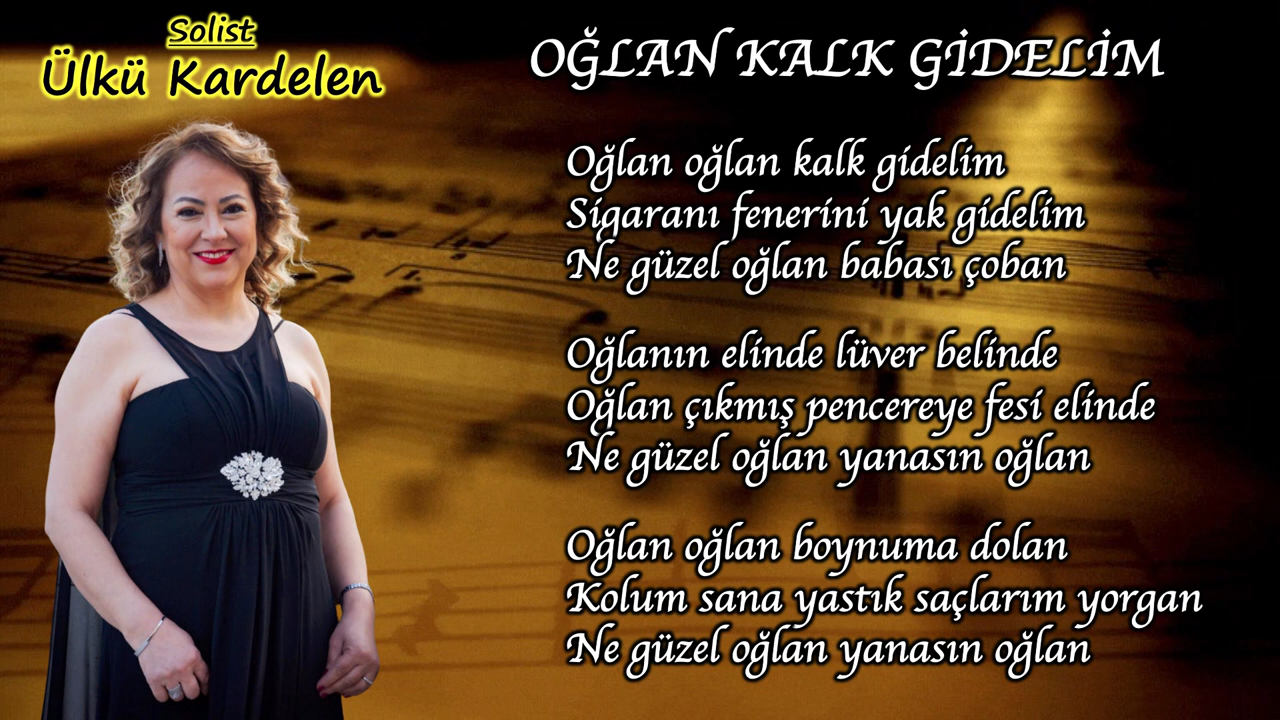 Solist
Ülkü Kardelen
OĞLAN KALK GİDELİM
Oğlan oğlan kalk gidelim
Sigaranı fenerini yak gidelim
Ne güzel oğlan babası çoban
Oğlanın elinde lüver belinde
Oğlan çıkmış pencereye fesi elinde
Ne güzel oğlan yanasın oğlan
Oğlan oğlan boynuma dolan
Kolum sana yastık saçlarım yorgan
Ne güzel oğlan yanasın oğlan